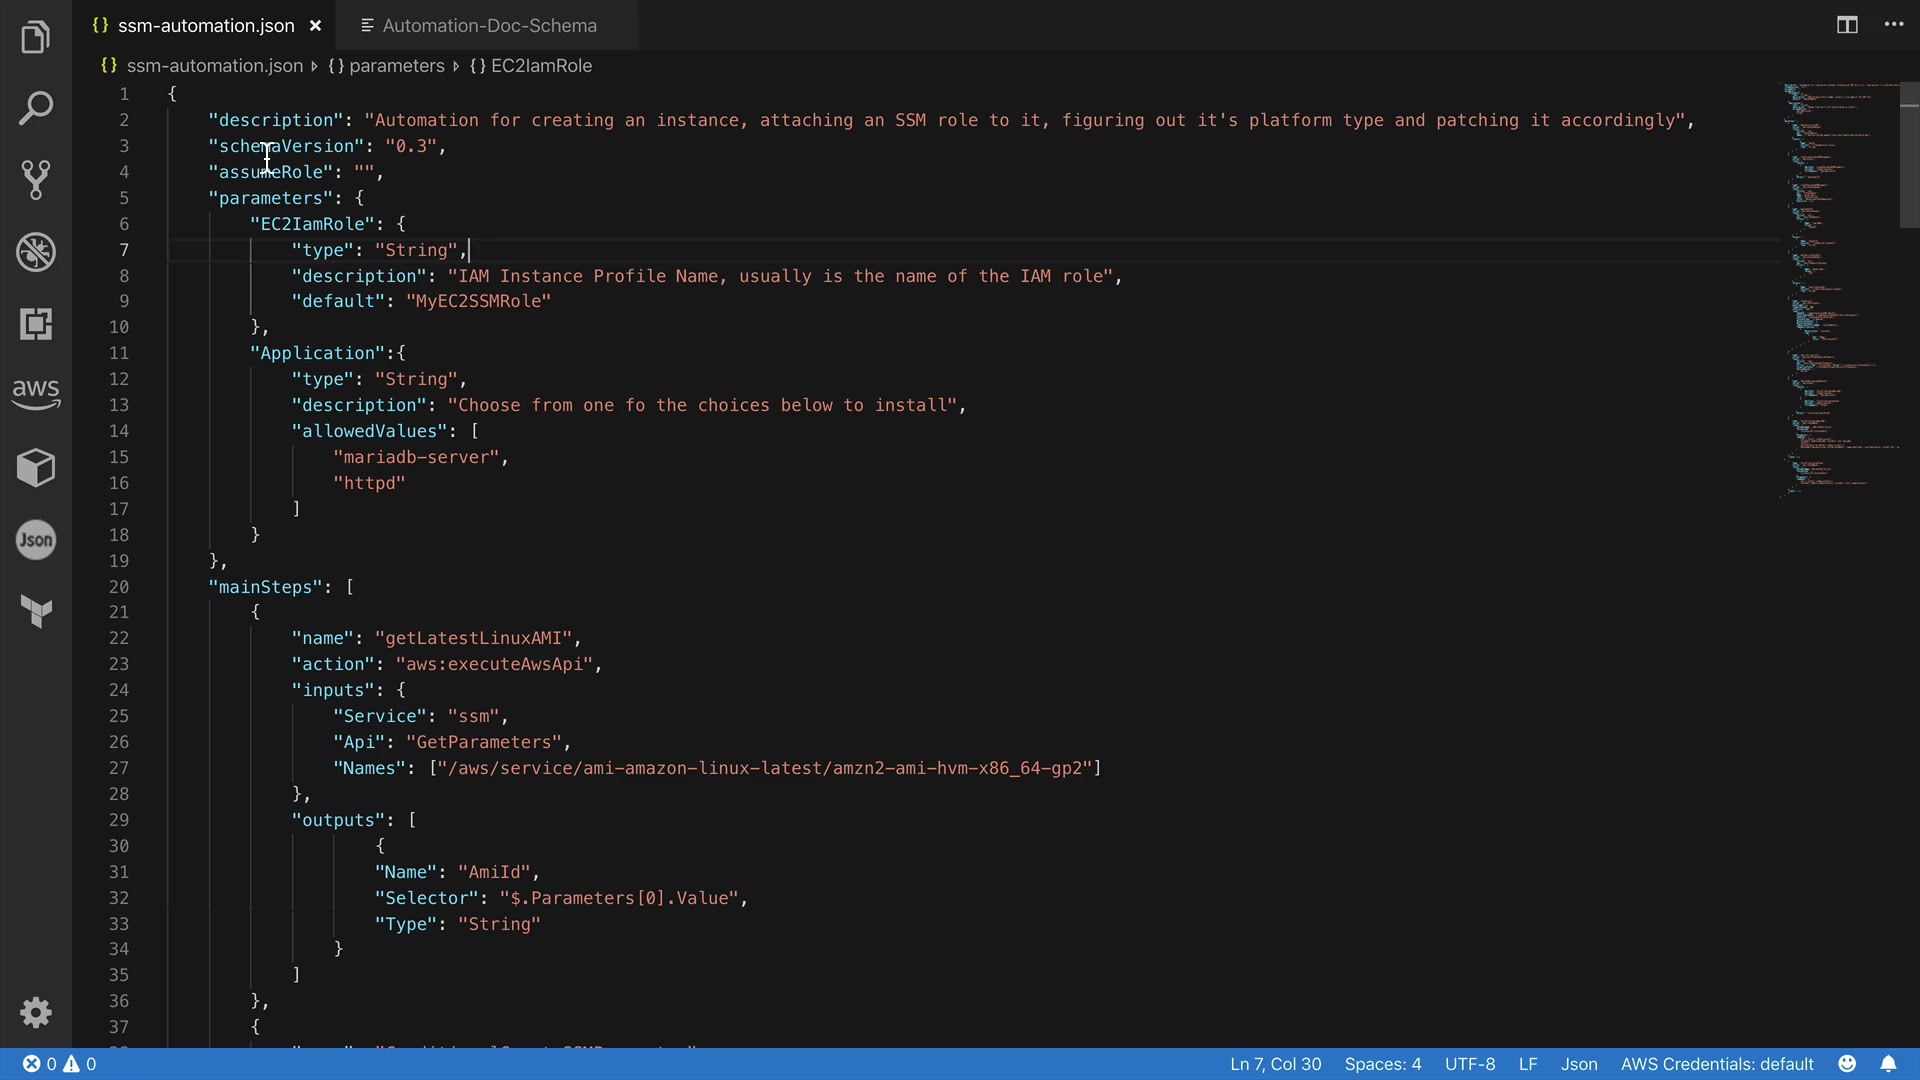 {} ssm-automation.json × Automation-Doc-Schema
{} ssm-automation.json ▸ {} parameters ▸ {} EC2IamRole
1 {
2 "description": "Automation for creating an instance, attaching an SSM role to it, figuring out it's platform type and patching it accordingly",
3 "schemaVersion": "0.3",
4 "assumeRole": "",
5 "parameters": {
6 "EC2IamRole": {
7 "type": "String",
8 "description": "IAM Instance Profile Name, usually is the name of the IAM role",
9 "default": "MyEC2SSMRole"
10 },
11 "Application":{
12 "type": "String",
13 "description": "Choose from one fo the choices below to install",
14 "allowedValues": [
15 "mariadb-server",
16 "httpd"
17 ]
18 }
19 },
20 "mainSteps": [
21 {
22 "name": "getLatestLinuxAMI",
23 "action": "aws:executeAwsApi",
24 "inputs": {
25 "Service": "ssm",
26 "Api": "GetParameters",
27 "Names": ["/aws/service/ami-amazon-linux-latest/amzn2-ami-hvm-x86_64-gp2"]
28 },
29 "outputs": [
30 {
31 "Name": "AmiId",
32 "Selector": "$.Parameters[0].Value",
33 "Type": "String"
34 }
35 ]
36 },
37 {
aws
Json
0 0 Ln 7, Col 30 Spaces: 4 UTF-8 LF Json AWS Credentials: default